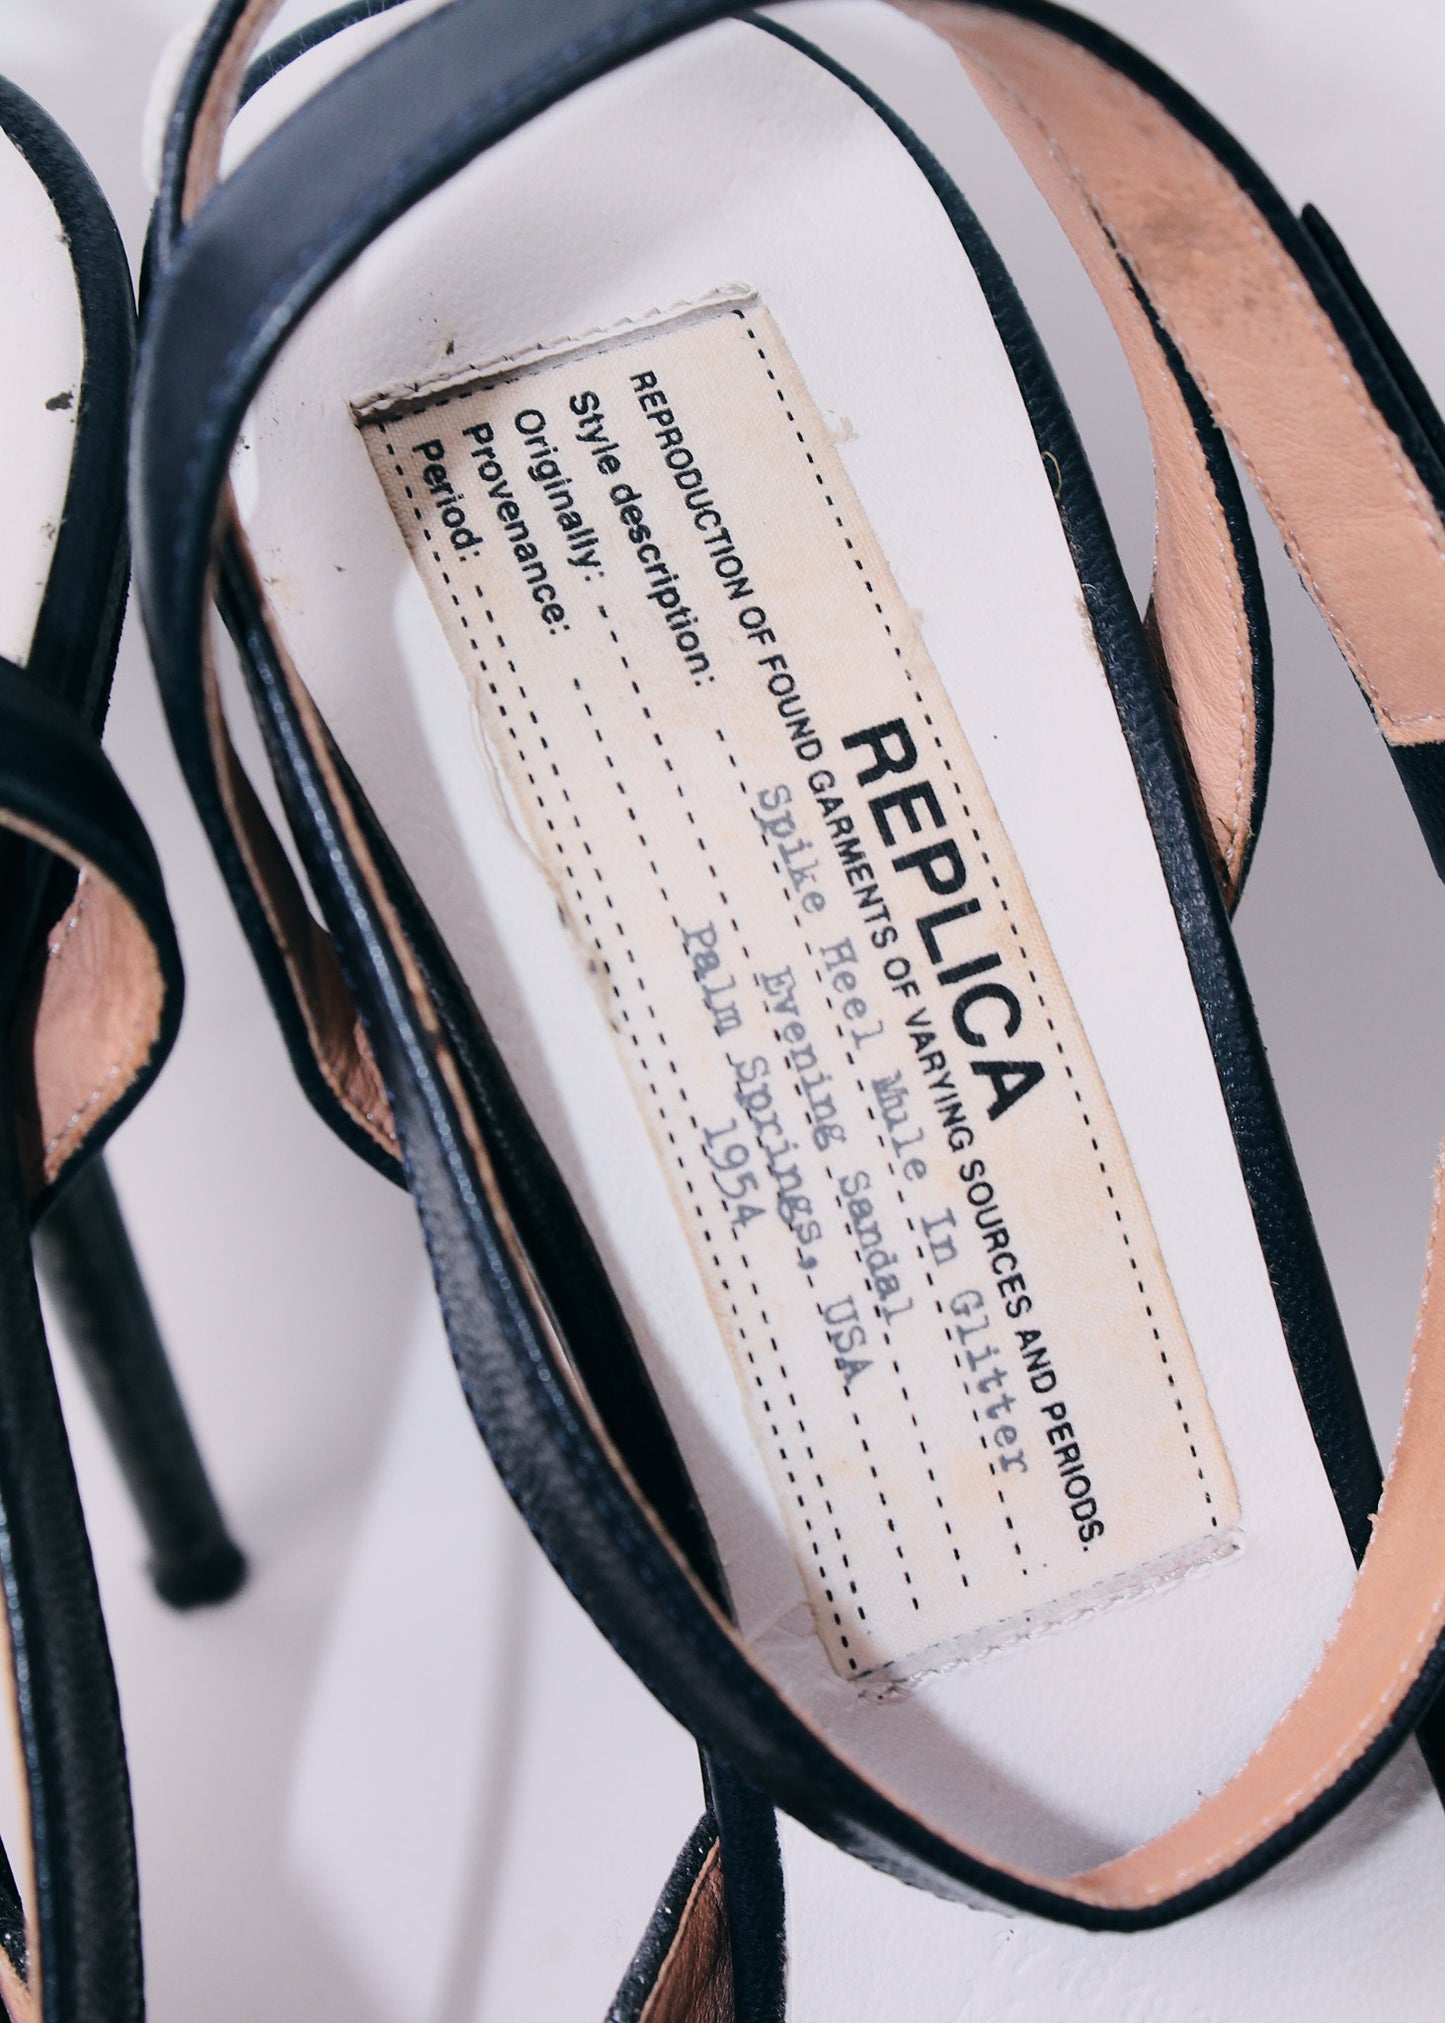 REPLICA
REPRODUCTION OF FOUND GARMENTS OF VARYING SOURCES AND PERIODS.
Style description: Spike Heel Mule In Glitter
Originally: Evening Sandal
Provenance: Palm Springs, USA
Period: 1954